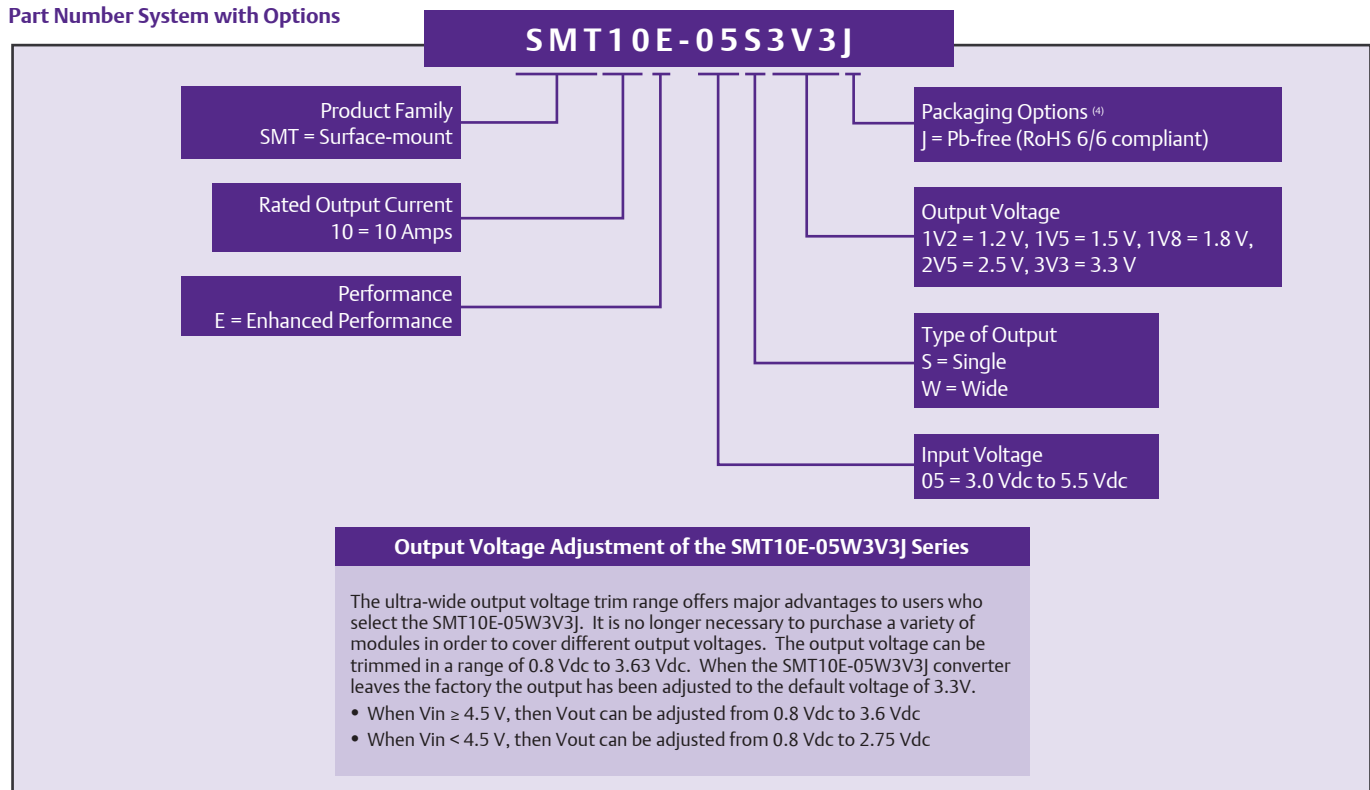 Part Number System with Options
SMT10E-05S3V3J
Product Family
SMT = Surface-mount
Rated Output Current
10 = 10 Amps
Performance
E = Enhanced Performance
Packaging Options (4)
J = Pb-free (RoHS 6/6 compliant)
Output Voltage
1V2 = 1.2 V, 1V5 = 1.5 V, 1V8 = 1.8 V,
2V5 = 2.5 V, 3V3 = 3.3 V
Type of Output
S = Single
W = Wide
Input Voltage
05 = 3.0 Vdc to 5.5 Vdc
Output Voltage Adjustment of the SMT10E-05W3V3J Series
The ultra-wide output voltage trim range offers major advantages to users who
select the SMT10E-05W3V3J. It is no longer necessary to purchase a variety of
modules in order to cover different output voltages. The output voltage can be
trimmed in a range of 0.8 Vdc to 3.63 Vdc. When the SMT10E-05W3V3J converter
leaves the factory the output has been adjusted to the default voltage of 3.3V.
• When Vin ≥ 4.5 V, then Vout can be adjusted from 0.8 Vdc to 3.6 Vdc
• When Vin < 4.5 V, then Vout can be adjusted from 0.8 Vdc to 2.75 Vdc